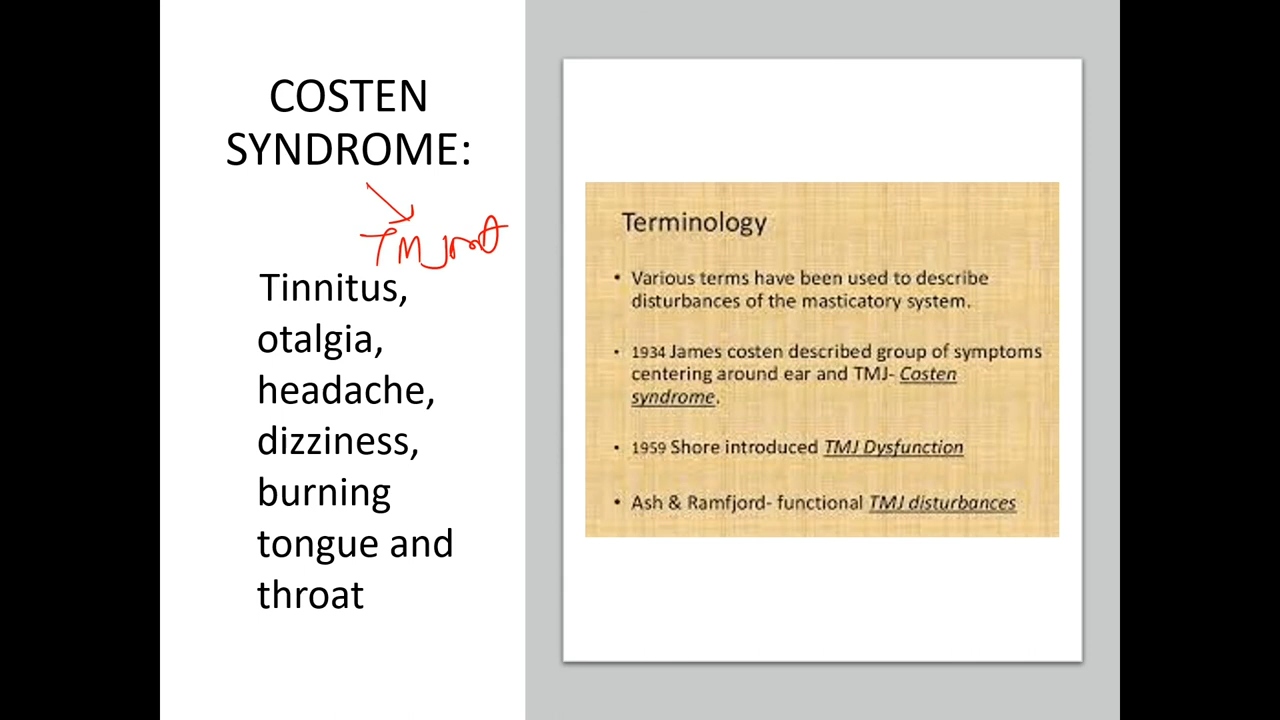 COSTEN
SYNDROME:
TM Joint
Tinnitus,
otalgia,
headache,
dizziness,
burning
tongue and
throat
Terminology
• Various terms have been used to describe
disturbances of the masticatory system.
• 1934 James costen described group of symptoms
centering around ear and TMJ- Costen
syndrome.
• 1959 Shore introduced TMJ Dysfunction
• Ash & Ramfjord- functional TMJ disturbances